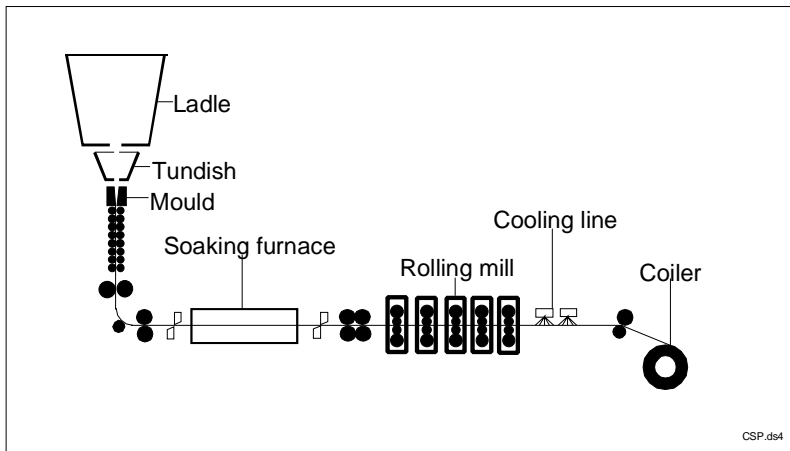 Ladle
Tundish
Mould
Soaking furnace
Rolling mill
Cooling line
Coiler
CSP.ds4